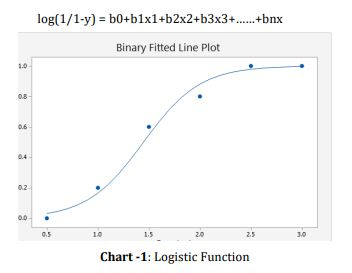 log(1/1-y) = b0+b1x1+b2x2+b3x3+......+bnx
Binary Fitted Line Plot
1.0
0.8
0.6
0.4
0.2
0.0
0.5 1.0 1.5 2.0 2.5 3.0
Chart -1: Logistic Function